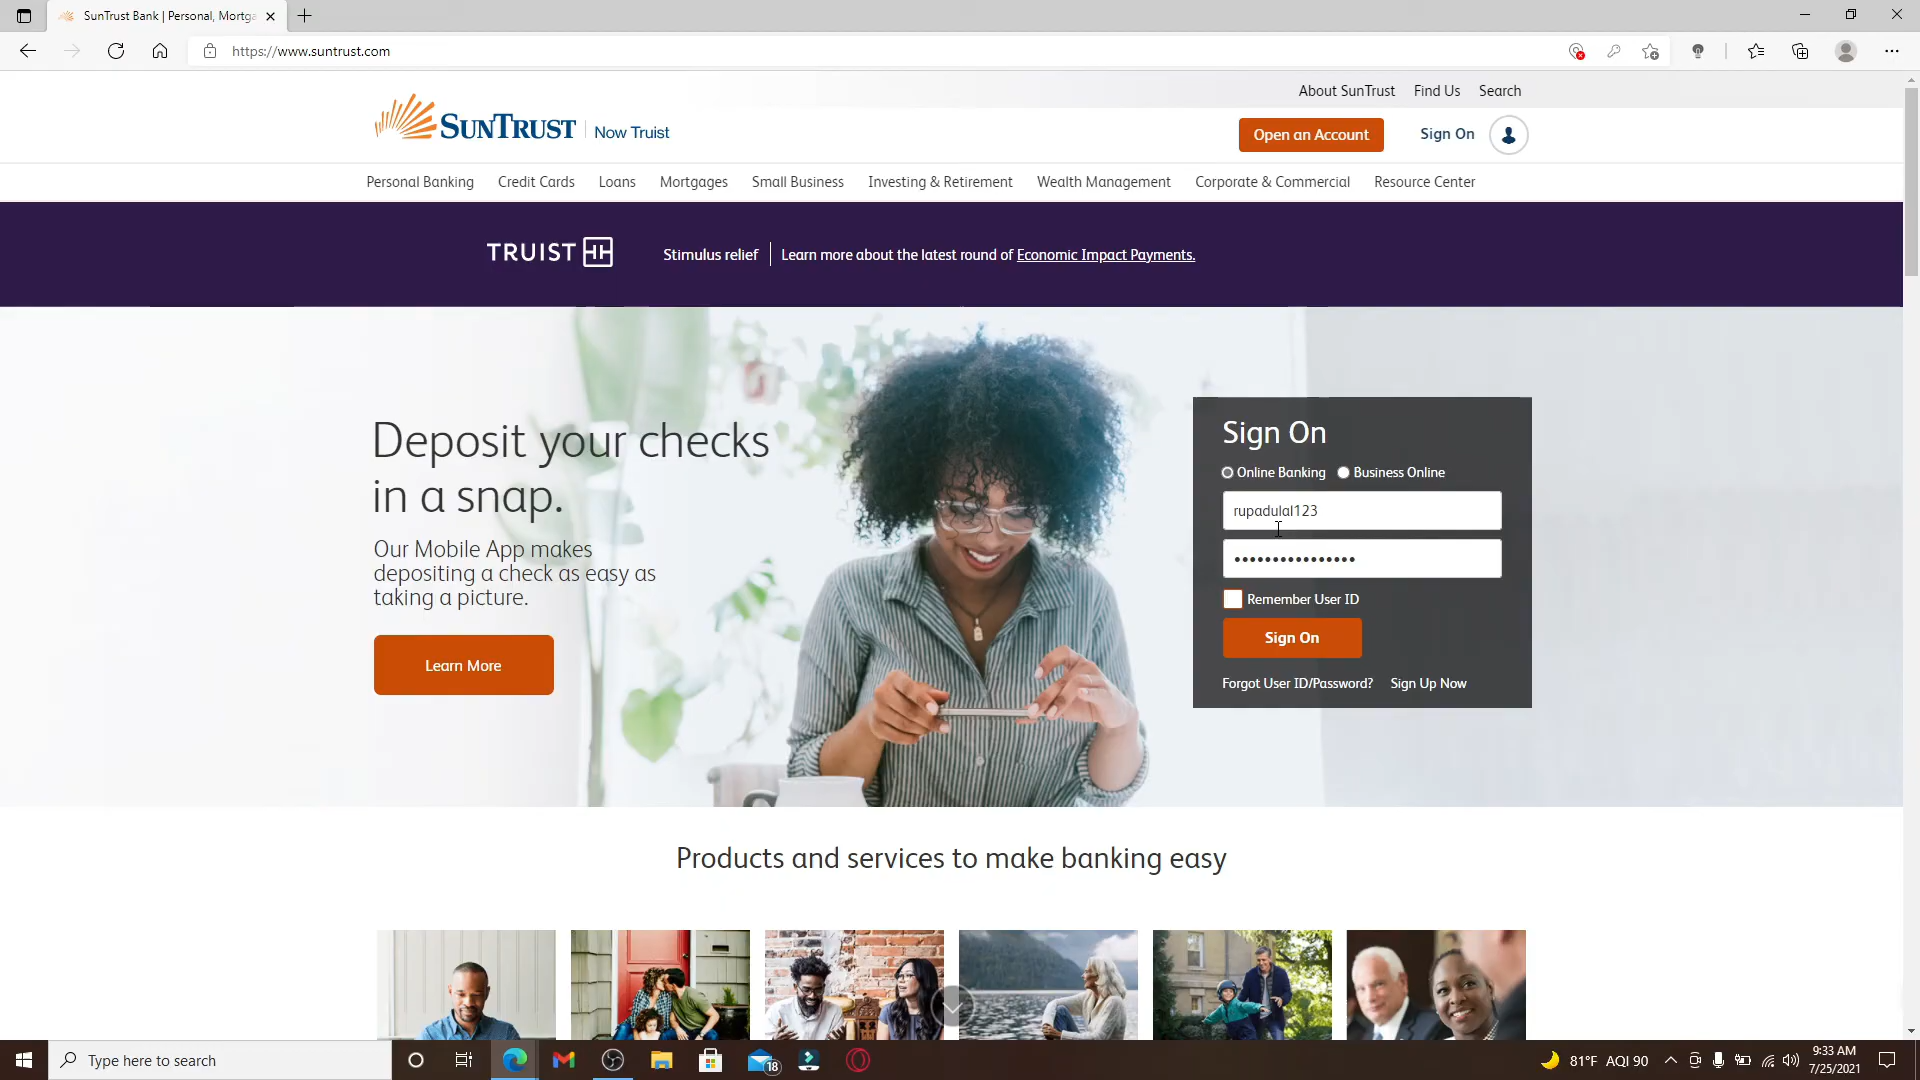 SunTrust Bank | Personal, Mortga
https://www.suntrust.com
About SunTrust Find Us Search
SUNTRUST Now Truist
Open an Account Sign On
Personal Banking Credit Cards Loans Mortgages Small Business Investing & Retirement Wealth Management Corporate & Commercial Resource Center
TRUIST Stimulus relief Learn more about the latest round of Economic Impact Payments.
Deposit your checks
in a snap.
Our Mobile App makes
depositing a check as easy as
taking a picture.
Learn More
Sign On
Online Banking Business Online
rupadulal123
••••••••••••••••
Remember User ID
Sign On
Forgot User ID/Password? Sign Up Now
Products and services to make banking easy
Type here to search
18
81°F AQI 90
9:33 AM
7/25/2021